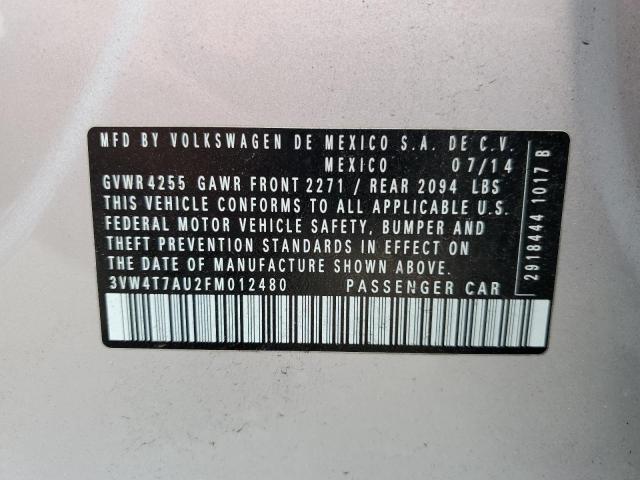 MFD BY VOLKSWAGEN DE MEXICO S.A. DE C.V.
MEXICO 07/14
GVWR 4255 GAWR FRONT 2271 / REAR 2094 LBS
THIS VEHICLE CONFORMS TO ALL APPLICABLE U.S.
FEDERAL MOTOR VEHICLE SAFETY, BUMPER AND
THEFT PREVENTION STANDARDS IN EFFECT ON
THE DATE OF MANUFACTURE SHOWN ABOVE.
3VW4T7AU2FM012480 PASSENGER CAR
2918444 1017 B